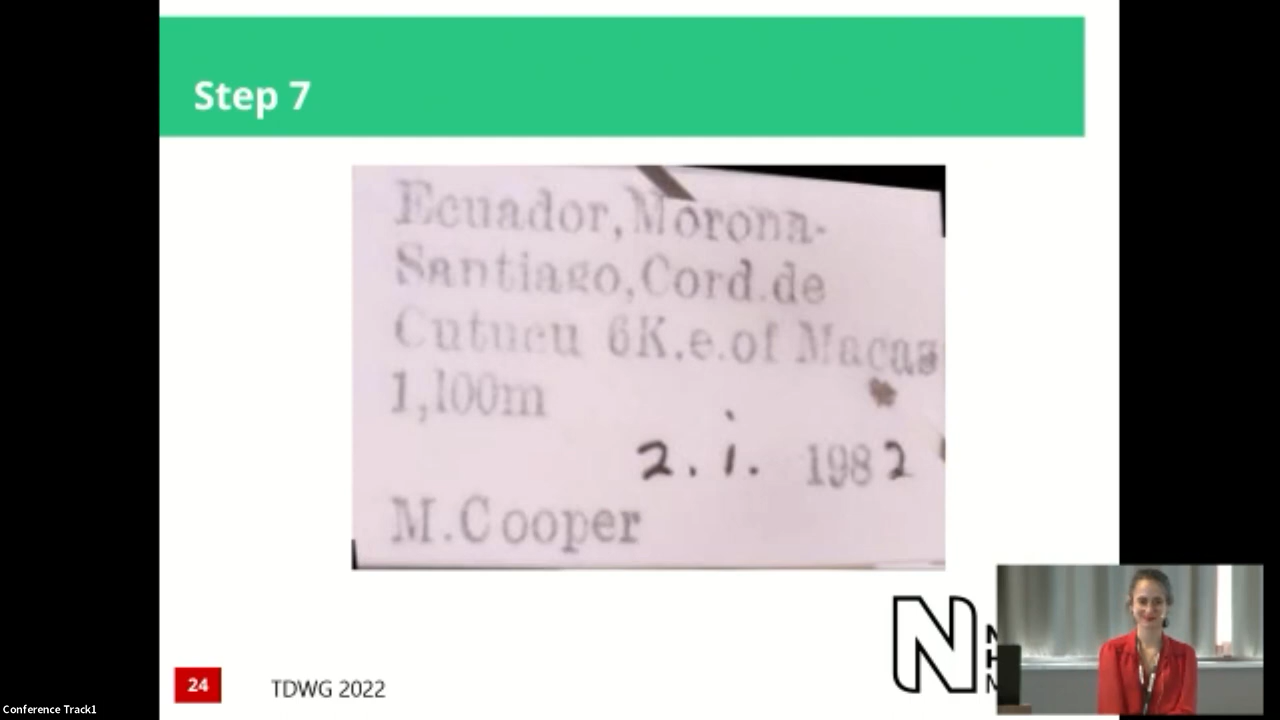 Step 7
Ecuador,Morona-
Santiago,Cord.de
Cutucu 6K.e.of Macas
1,100m
2. i. 1982
M.Cooper
N
N
H
M
24
TDWG 2022
Conference Track1